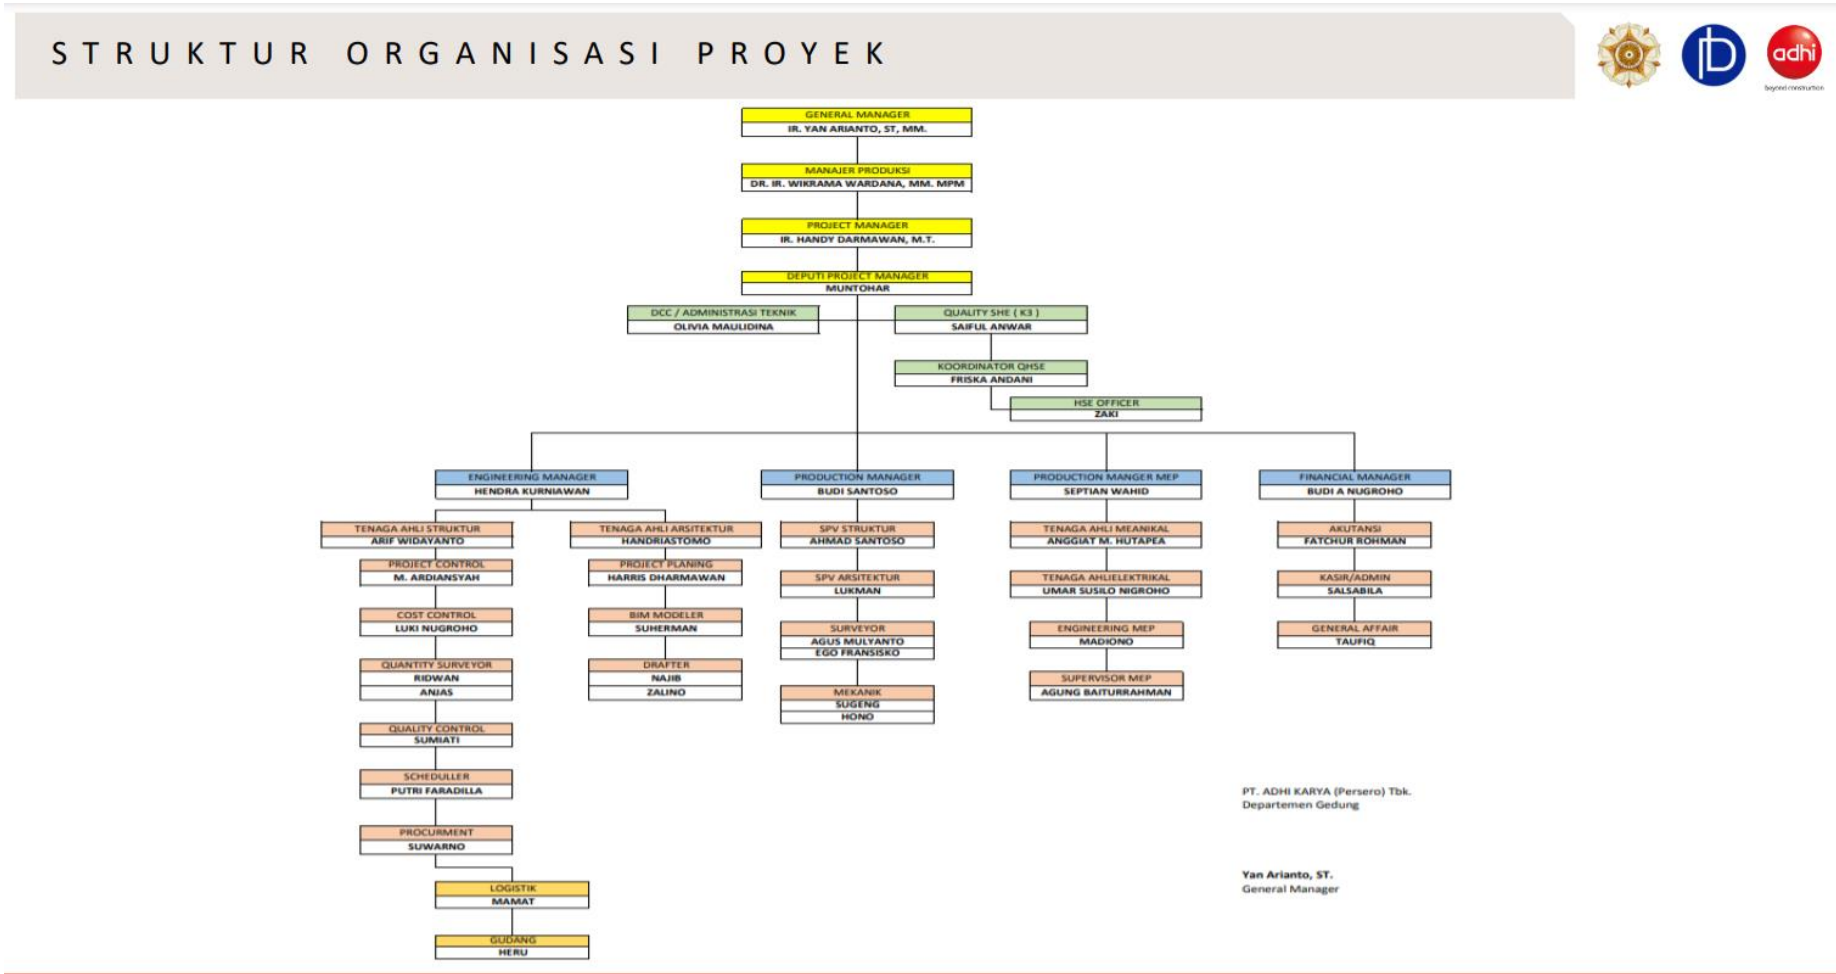 STRUKTUR ORGANISASI PROYEK
adhi
beyond construction
GENERAL MANAGER
IR. YAN ARIANTO, ST, MM.
MANAJER PRODUKSI
DR. IR. WIKRAMA WARDANA, MM. MPM
PROJECT MANAGER
IR. HANDY DARMAWAN, M.T.
DEPUTI PROJECT MANAGER
MUNTOHAR
DCC / ADMINISTRASI TEKNIK
OLIVIA MAULIDINA
QUALITY SHE ( K3 )
SAIFUL ANWAR
KOORDINATOR QHSE
FRISKA ANDANI
HSE OFFICER
ZAKI
ENGINEERING MANAGER
HENDRA KURNIAWAN
TENAGA AHLI STRUKTUR
ARIF WIDAYANTO
PROJECT CONTROL
M. ARDIANSYAH
COST CONTROL
LUKI NUGROHO
QUANTITY SURVEYOR
RIDWAN
ANJAS
QUALITY CONTROL
SUMIATI
SCHEDULLER
PUTRI FARADILLA
PROCURMENT
SUWARNO
LOGISTIK
MAMAT
GUDANG
HERU
TENAGA AHLI ARSITEKTUR
HANDRIASTOMO
PROJECT PLANING
HARRIS DHARMAWAN
BIM MODELER
SUHERMAN
DRAFTER
NAJIB
ZALINO
PRODUCTION MANAGER
BUDI SANTOSO
SPV STRUKTUR
AHMAD SANTOSO
SPV ARSITEKTUR
LUKMAN
SURVEYOR
AGUS MULYANTO
EGO FRANSISKO
MEKANIK
SUGENG
HONO
PRODUCTION MANGER MEP
SEPTIAN WAHID
TENAGA AHLI MEANIKAL
ANGGIAT M. HUTAPEA
TENAGA AHLIELEKTRIKAL
UMAR SUSILO NIGROHO
ENGINEERING MEP
MADIONO
SUPERVISOR MEP
AGUNG BAITURRAHMAN
FINANCIAL MANAGER
BUDI A NUGROHO
AKUTANSI
FATCHUR ROHMAN
KASIR/ADMIN
SALSABILA
GENERAL AFFAIR
TAUFIQ
PT. ADHI KARYA (Persero) Tbk.
Departemen Gedung
Yan Arianto, ST.
General Manager